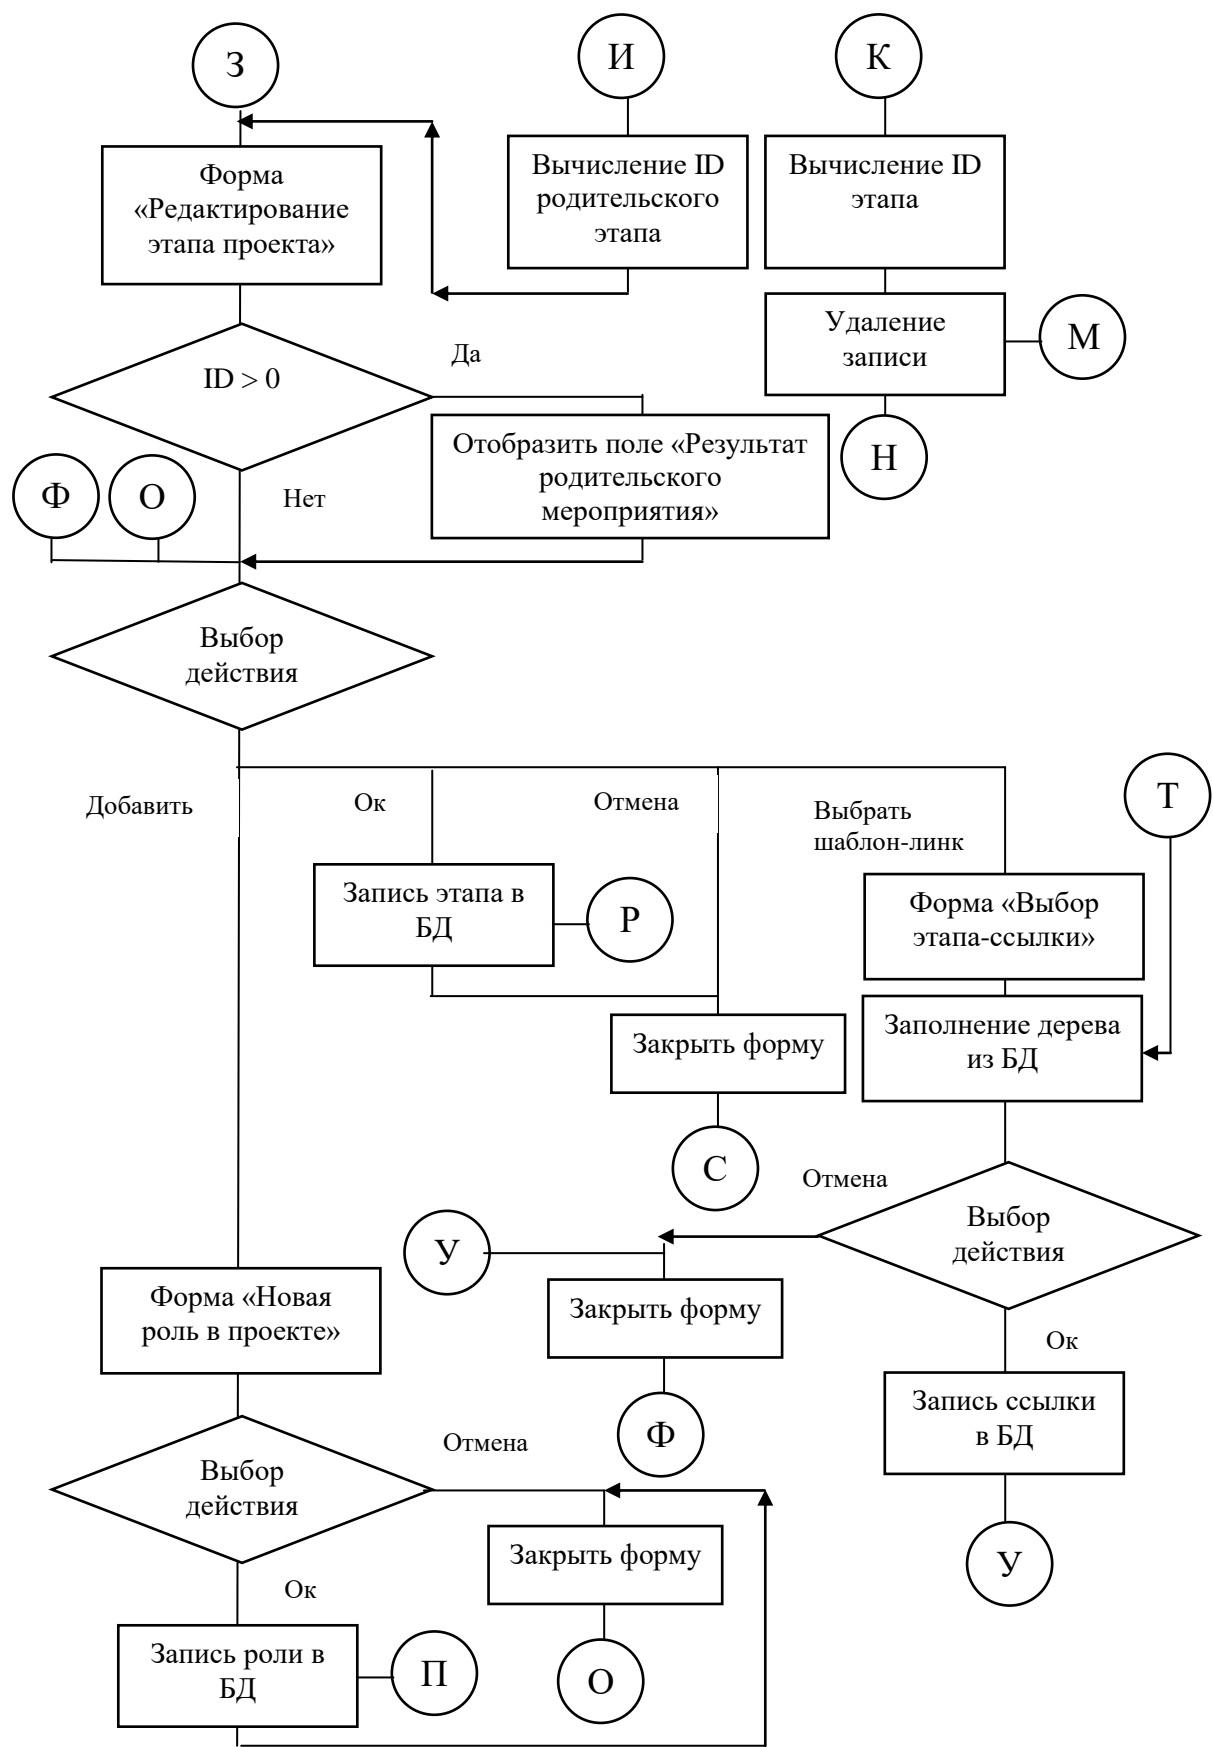 З
И
К
Форма
«Редактирование
этапа проекта»
Вычисление ID
родительского
этапа
Вычисление ID
этапа
Удаление
записи
М
Н
ID > 0
Да
Отобразить поле «Результат
родительского
мероприятия»
Ф
О
Нет
Выбор
действия
Добавить
Ок
Отмена
Выбрать
шаблон-линк
Т
Запись этапа в
БД
Р
Форма «Выбор
этапа-ссылки»
Закрыть форму
Заполнение дерева
из БД
С
Отмена
Выбор
действия
У
Закрыть форму
Ф
Ок
Запись ссылки
в БД
У
Форма «Новая
роль в проекте»
Выбор
действия
Отмена
Закрыть форму
О
Ок
Запись роли в
БД
П